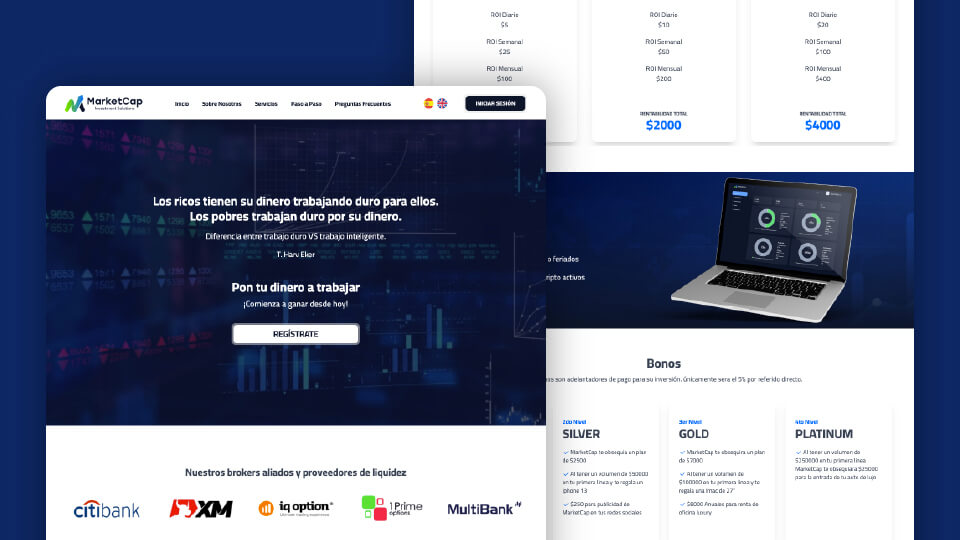 MarketCap
Investment Solutions
Inicio
Sobre Nosotros
Servicios
Paso a Paso
Preguntas Frecuentes
INICIAR SESIÓN
Los ricos tienen su dinero trabajando duro para ellos.
Los pobres trabajan duro por su dinero.
Diferencia entre trabajo duro VS trabajo inteligente.
T. Harv Eker
Pon tu dinero a trabajar
¡Comienza a ganar desde hoy!
REGÍSTRATE
Nuestros brokers aliados y proveedores de liquidez
citibank
XM
iq option
Prime
options
MultiBank
ROI Diario
$5
ROI Semanal
$25
ROI Mensual
$100
ROI Diario
$10
ROI Semanal
$50
ROI Mensual
$200
RENTABILIDAD TOTAL
$2000
ROI Diario
$20
ROI Semanal
$100
ROI Mensual
$400
RENTABILIDAD TOTAL
$4000
o feriados
ripto activos
Bonos
nos son adelantadores de pago para su inversión, únicamente sera el 5% por referido directo.
2do Nivel
SILVER
MarketCap te obsequia un plan
de $2500
Al tener un volumen de $50000
en tu primera linea y te regala un
iphone 13
$250 para publicidad de
MarketCap en tus redes sociales
3er Nivel
GOLD
MarketCap te obsequia un plan
de $7000
Al tener un volumen de
$100000 en tu primera linea y te
regala una imac de 27"
$6000 Anuales para renta de
oficina luxury
4to Nivel
PLATINUM
Al tener un volumen de
$250000 en tu primera linea
MarketCap te obsequiara $25000
para la entrada de tu auto de lujo